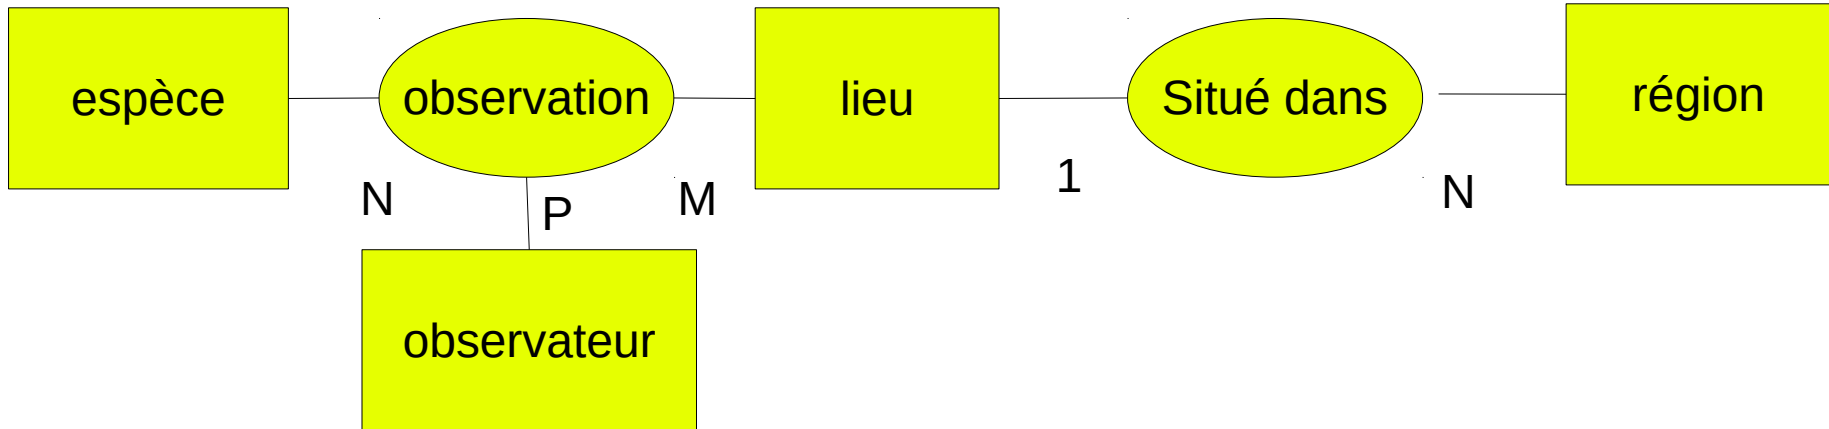 espèce
observation
lieu
Situé dans
région
N
P
M
1
N
observateur